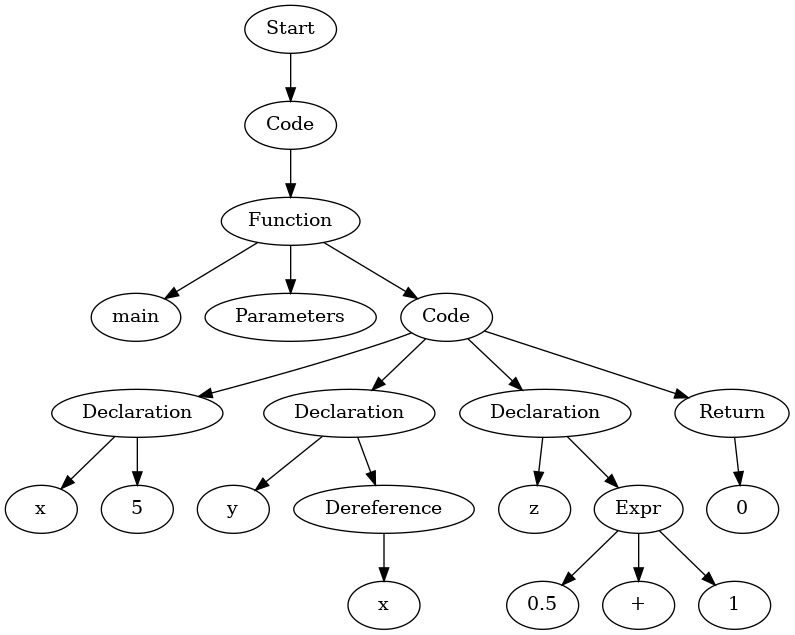 Start
Code
Function
main Parameters Code
Declaration Declaration Declaration Return
x 5 y Dereference z Expr 0
x 0.5 + 1